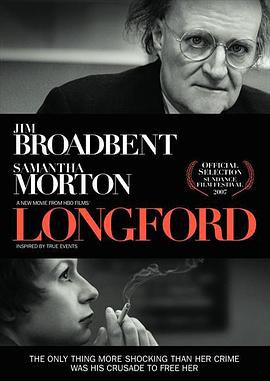 JIM
BROADBENT
SAMANTHA
MORTON
OFFICIAL
SELECTION
SUNDANCE
FILM FESTIVAL
2007
A NEW MOVIE FROM HBO FILMS
LONGFORD
INSPIRED BY TRUE EVENTS
THE ONLY THING MORE SHOCKING THAN HER CRIME
WAS HIS CRUSADE TO FREE HER